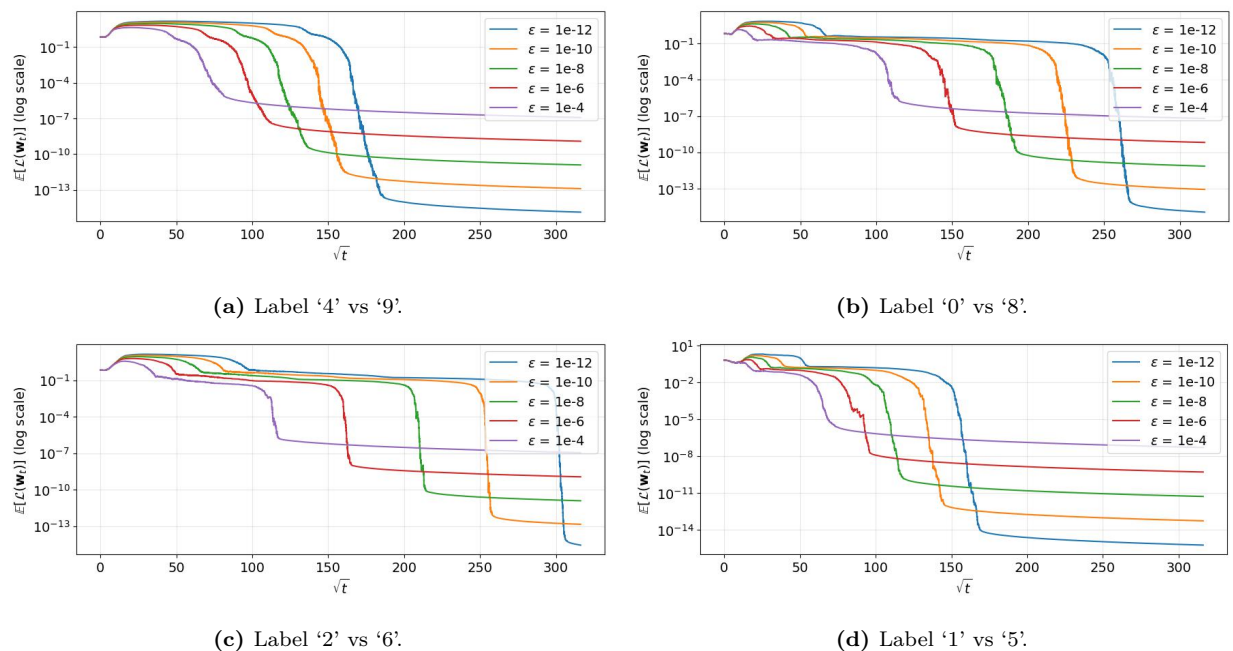 𝔼[ℒ(𝐰ₜ)] (log scale)
10⁻¹
10⁻⁴
10⁻⁷
10⁻¹⁰
10⁻¹³
ε = 1e-12
ε = 1e-10
ε = 1e-8
ε = 1e-6
ε = 1e-4
0 50 100 150 200 250 300
√t
(a) Label ‘4’ vs ‘9’.
𝔼[ℒ(𝐰ₜ)] (log scale)
10⁻¹
10⁻⁴
10⁻⁷
10⁻¹⁰
10⁻¹³
ε = 1e-12
ε = 1e-10
ε = 1e-8
ε = 1e-6
ε = 1e-4
0 50 100 150 200 250 300
√t
(b) Label ‘0’ vs ‘8’.
𝔼[ℒ(𝐰ₜ)] (log scale)
10⁻¹
10⁻⁴
10⁻⁷
10⁻¹⁰
10⁻¹³
ε = 1e-12
ε = 1e-10
ε = 1e-8
ε = 1e-6
ε = 1e-4
0 50 100 150 200 250 300
√t
(c) Label ‘2’ vs ‘6’.
𝔼[ℒ(𝐰ₜ)] (log scale)
10¹
10⁻²
10⁻⁵
10⁻⁸
10⁻¹¹
10⁻¹⁴
ε = 1e-12
ε = 1e-10
ε = 1e-8
ε = 1e-6
ε = 1e-4
0 50 100 150 200 250 300
√t
(d) Label ‘1’ vs ‘5’.